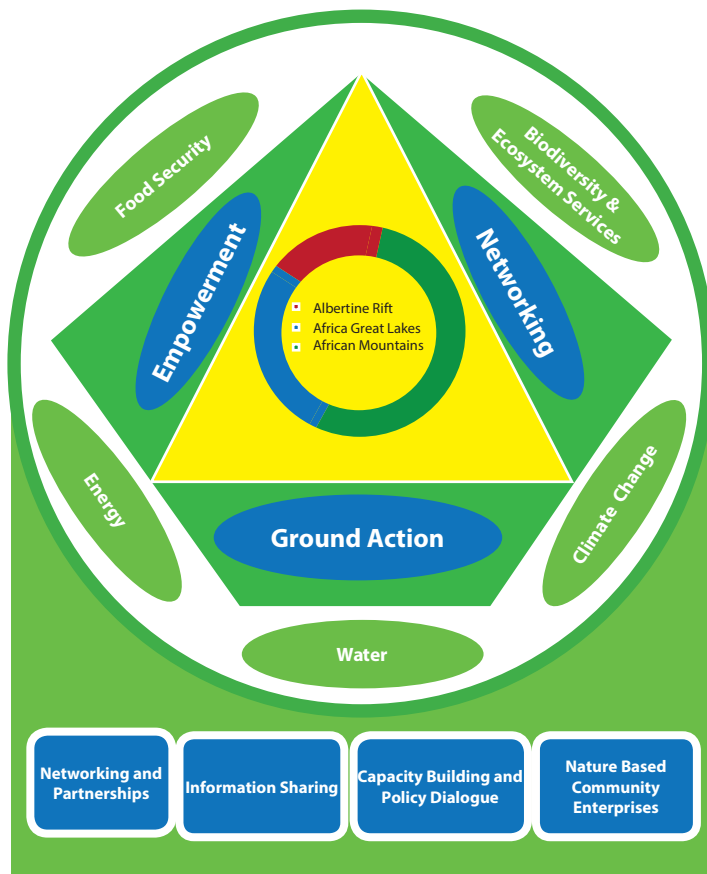 Food Security
Biodiversity &
Ecosystem Services
Empowerment
Networking
Albertine Rift
Africa Great Lakes
African Mountains
Energy
Climate Change
Ground Action
Water
Networking and
Partnerships
Information Sharing
Capacity Building and
Policy Dialogue
Nature Based
Community
Enterprises